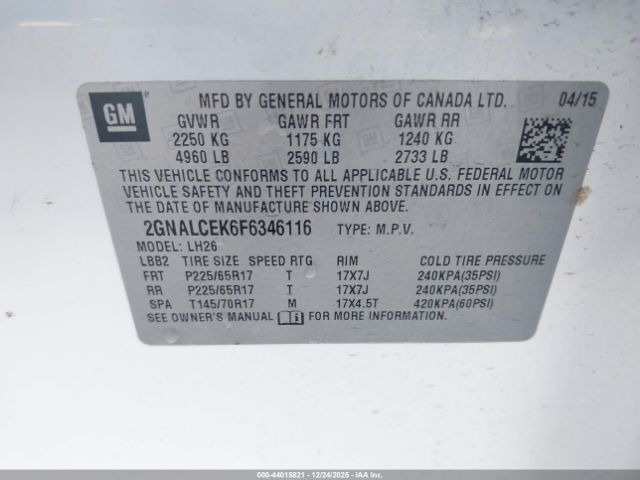 GM
MFD BY GENERAL MOTORS OF CANADA LTD. 04/15
GVWR GAWR FRT GAWR RR
2250 KG 1175 KG 1240 KG
4960 LB 2590 LB 2733 LB
THIS VEHICLE CONFORMS TO ALL APPLICABLE U.S. FEDERAL MOTOR
VEHICLE SAFETY AND THEFT PREVENTION STANDARDS IN EFFECT ON
THE DATE OF MANUFACTURE SHOWN ABOVE.
2GNALCEK6F6346116 TYPE: M.P.V.
MODEL: LH26
LBB2 TIRE SIZE SPEED RTG RIM COLD TIRE PRESSURE
FRT P225/65R17 T 17X7J 240KPA(35PSI)
RR P225/65R17 T 17X7J 240KPA(35PSI)
SPA T145/70R17 M 17X4.5T 420KPA(60PSI)
SEE OWNER'S MANUAL FOR MORE INFORMATION.
000-44015821 - 12/24/2025 - COPYRIGHT IAA, LLC